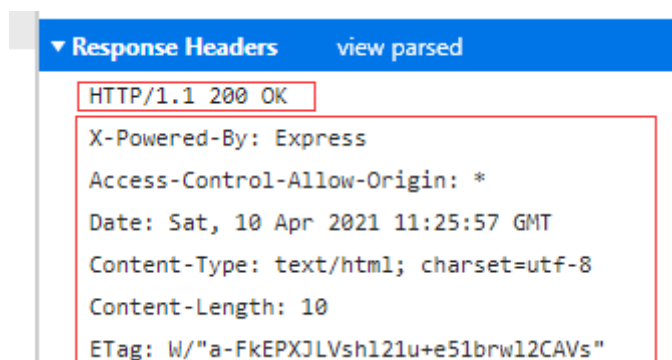 ▼ Response Headers view parsed
HTTP/1.1 200 OK
X-Powered-By: Express
Access-Control-Allow-Origin: *
Date: Sat, 10 Apr 2021 11:25:57 GMT
Content-Type: text/html; charset=utf-8
Content-Length: 10
ETag: W/"a-FkEPXJLVshl21u+e51brwl2CAVs"